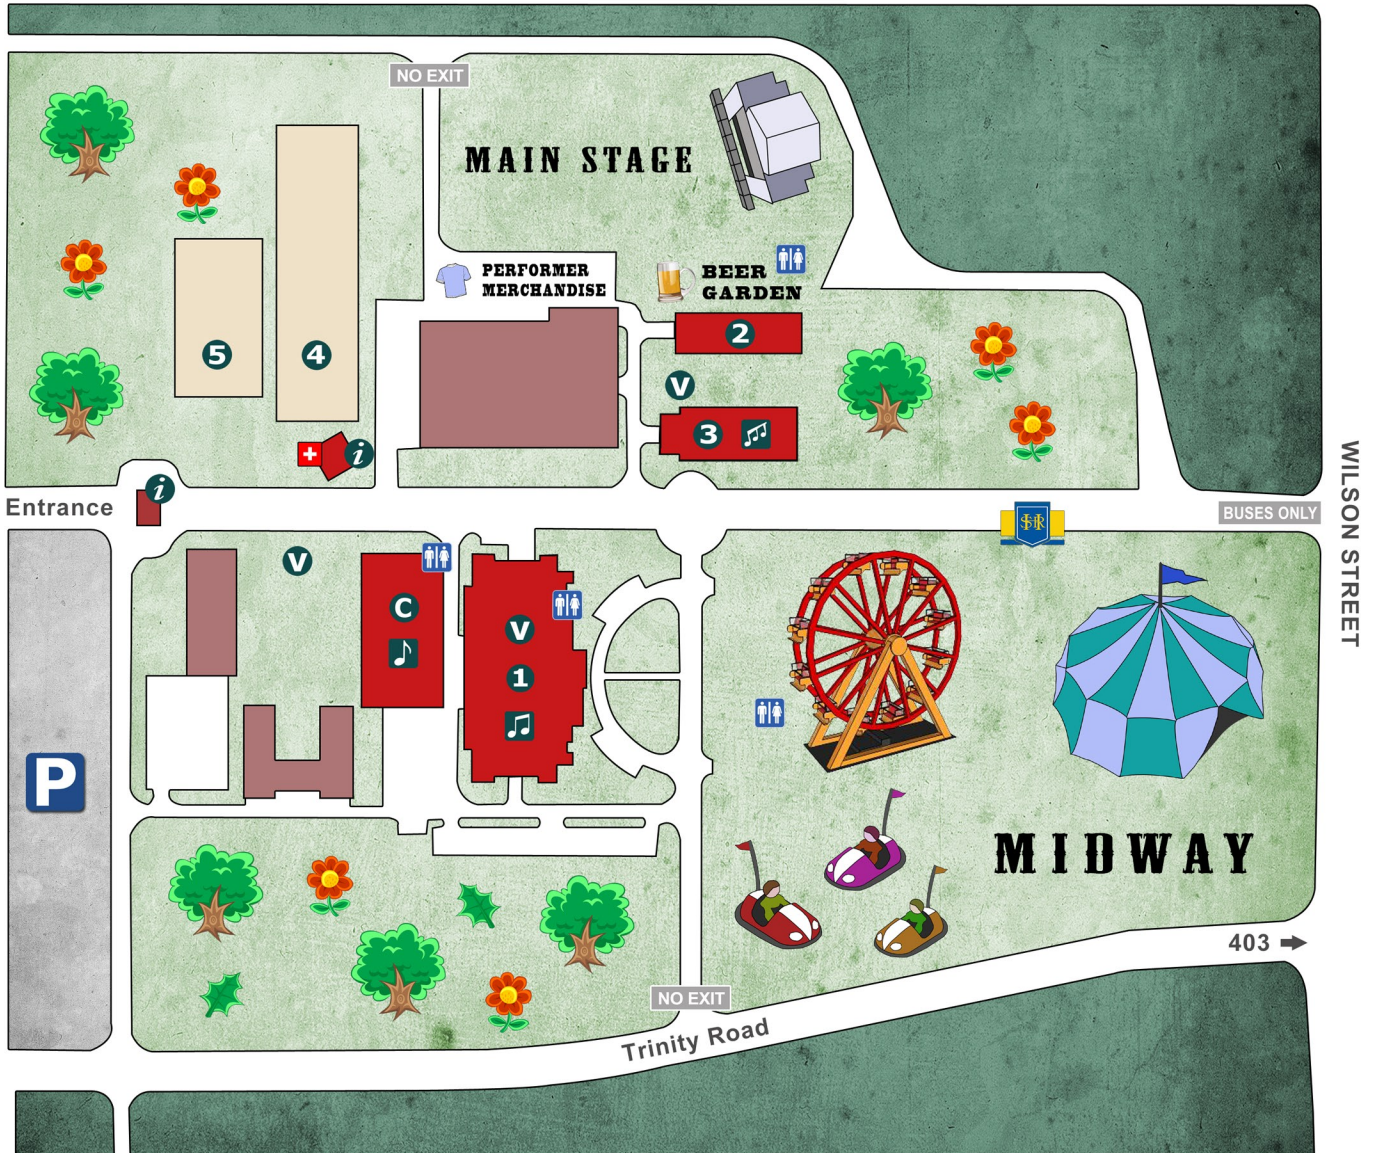 NO EXIT
MAIN STAGE
PERFORMER
MERCHANDISE
BEER
GARDEN
2
5
4
V
3
i
i
Entrance
BUSES ONLY
SHR
WILSON STREET
V
C
V
1
P
MIDWAY
403
NO EXIT
Trinity Road